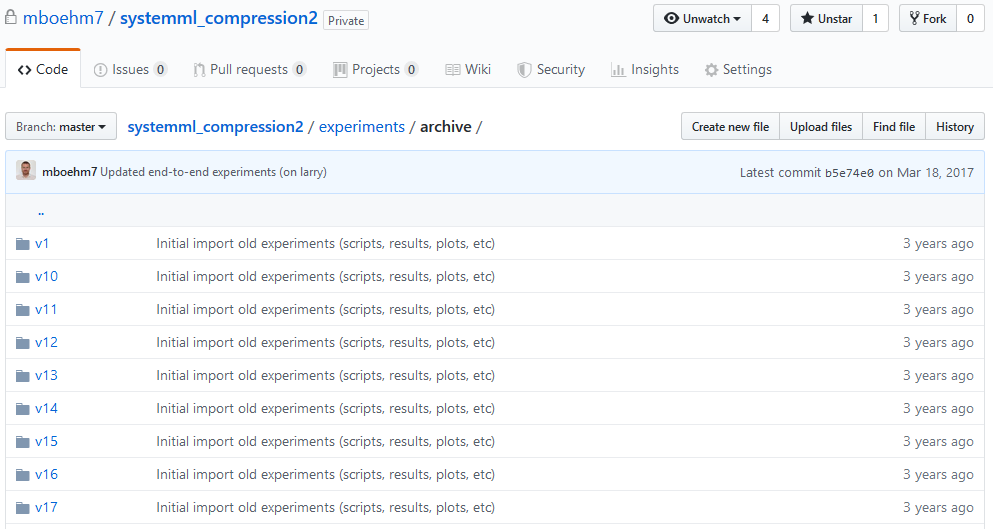 mboehm7 / systemml_compression2 Private Unwatch 4 Unstar 1 Fork 0
Code Issues 0 Pull requests 0 Projects 0 Wiki Security Insights Settings
Branch: master systemml_compression2 / experiments / archive / Create new file Upload files Find file History
mboehm7 Updated end-to-end experiments (on larry) Latest commit b5e74e0 on Mar 18, 2017
..
v1 Initial import old experiments (scripts, results, plots, etc) 3 years ago
v10 Initial import old experiments (scripts, results, plots, etc) 3 years ago
v11 Initial import old experiments (scripts, results, plots, etc) 3 years ago
v12 Initial import old experiments (scripts, results, plots, etc) 3 years ago
v13 Initial import old experiments (scripts, results, plots, etc) 3 years ago
v14 Initial import old experiments (scripts, results, plots, etc) 3 years ago
v15 Initial import old experiments (scripts, results, plots, etc) 3 years ago
v16 Initial import old experiments (scripts, results, plots, etc) 3 years ago
v17 Initial import old experiments (scripts, results, plots, etc) 3 years ago